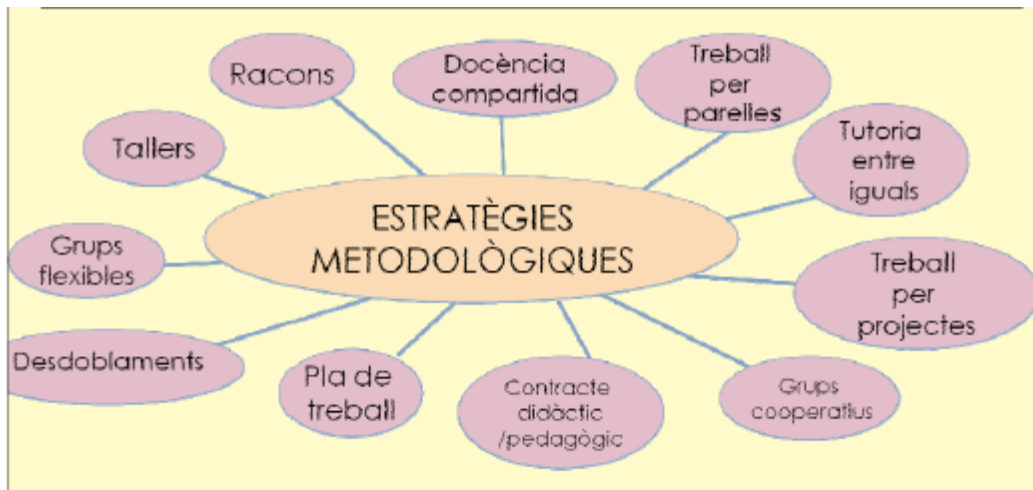 Racons
Docència
compartida
Treball
per
parelles
Tallers
Tutoria
entre
iguals
ESTRATÈGIES
METODOLÒGIQUES
Grups
flexibles
Treball
per
projectes
Desdoblaments
Pla de
treball
Contracte
didàctic
/pedagògic
Grups
cooperatius